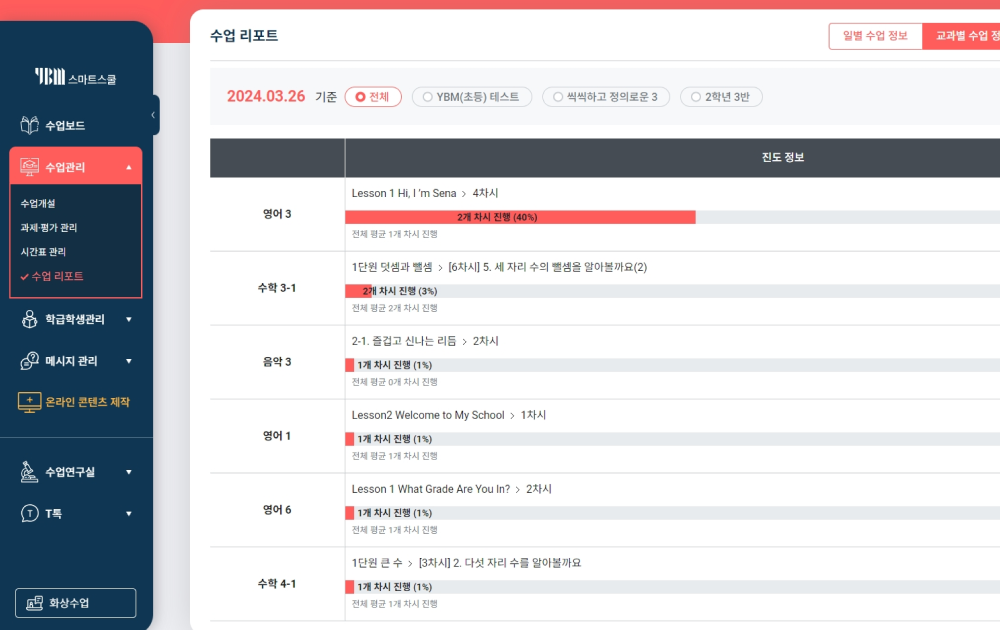 수업 리포트
일별 수업 정보
교과별 수업 정
YBM 스마트스쿨
수업보드
수업관리
수업개설
과제·평가 관리
시간표 관리
수업 리포트
학급학생관리
메시지 관리
온라인 콘텐츠 제작
수업연구실
T톡
화상수업
2024.03.26 기준 전체 YBM(초등) 테스트 씩씩하고 정의로운 3 2학년 3반
진도 정보
영어 3
Lesson 1 Hi, I 'm Sena > 4차시
2개 차시 진행 (40%)
전체 평균 1개 차시 진행
수학 3-1
1단원 덧셈과 뺄셈 > [6차시] 5. 세 자리 수의 뺄셈을 알아볼까요(2)
2개 차시 진행 (3%)
전체 평균 2개 차시 진행
음악 3
2-1. 즐겁고 신나는 리듬 > 2차시
1개 차시 진행 (1%)
전체 평균 0개 차시 진행
영어 1
Lesson2 Welcome to My School > 1차시
1개 차시 진행 (1%)
전체 평균 1개 차시 진행
영어 6
Lesson 1 What Grade Are You In? > 2차시
1개 차시 진행 (1%)
전체 평균 1개 차시 진행
수학 4-1
1단원 큰 수 > [3차시] 2. 다섯 자리 수를 알아볼까요
1개 차시 진행 (1%)
전체 평균 1개 차시 진행